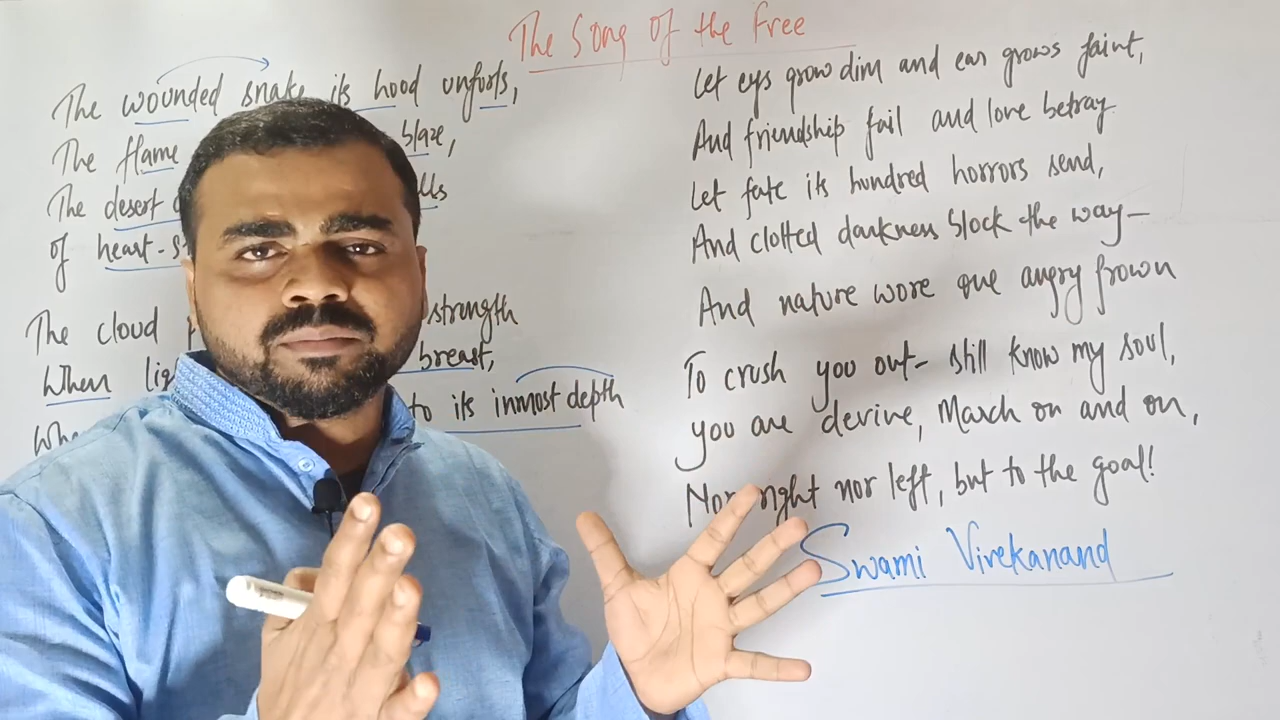 The Song of the Free
The wounded snake its hood unfurls,
The flame blaze,
The desert
of heart-
The cloud strength
When breast,
to its inmost depth
Let eys grow dim and ear grows faint,
And friendship fail and love betray
Let fate its hundred horrors send,
And clotted darkness block the way-
And nature wore one angry frown
To crush you out- still know my soul,
you are devine, March on and on,
Nor right nor left, but to the goal!
Swami Vivekanand